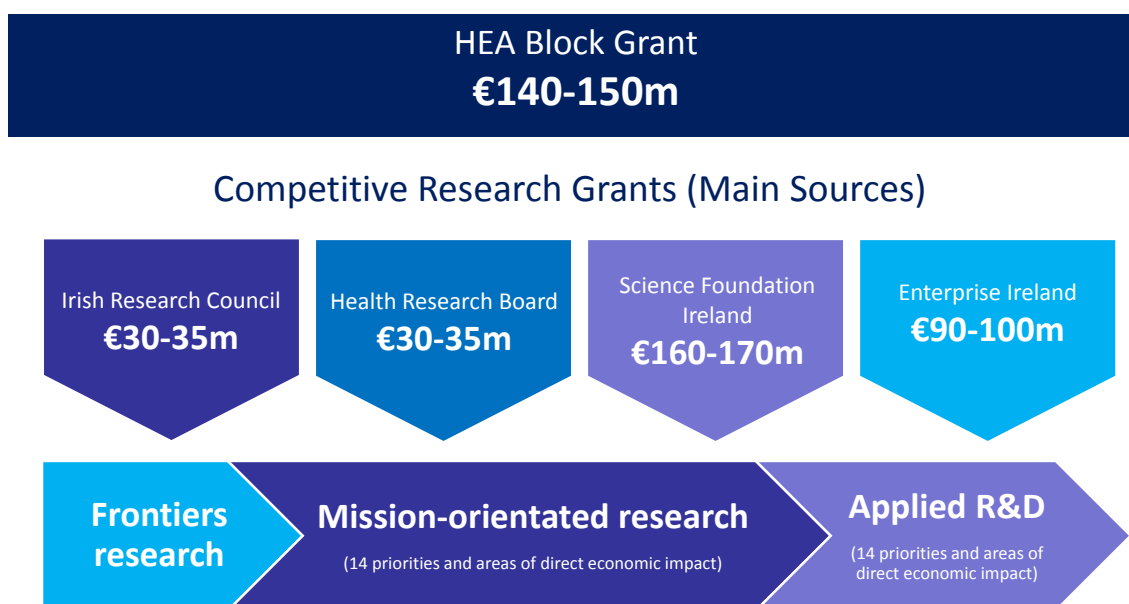 HEA Block Grant
€140-150m
Competitive Research Grants (Main Sources)
Irish Research Council
€30-35m
Health Research Board
€30-35m
Science Foundation
Ireland
€160-170m
Enterprise Ireland
€90-100m
Frontiers
research
Mission-orientated research
(14 priorities and areas of direct economic impact)
Applied R&D
(14 priorities and areas of
direct economic impact)